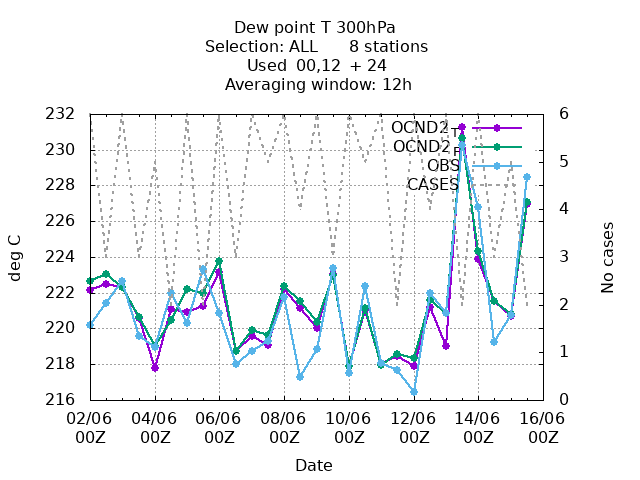 Dew point T 300hPa
Selection: ALL 8 stations
Used 00,12 + 24
Averaging window: 12h
deg C
No cases
232
230
228
226
224
222
220
218
216
6
5
4
3
2
1
0
OCND2_T
OCND2_F
OBS
CASES
02/06 04/06 06/06 08/06 10/06 12/06 14/06 16/06
00Z 00Z 00Z 00Z 00Z 00Z 00Z 00Z
Date